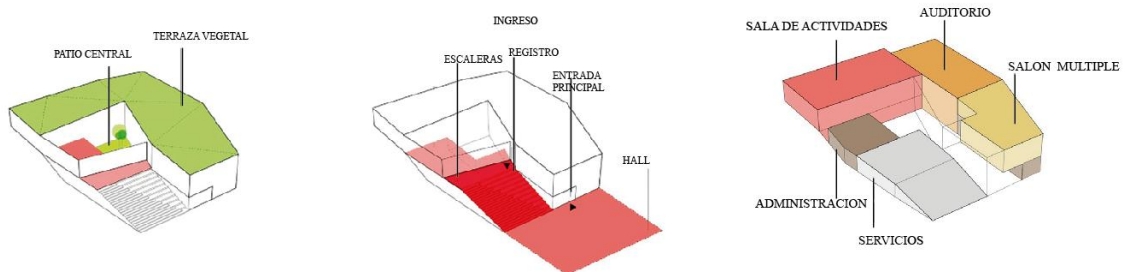 TERRAZA VEGETAL
PATIO CENTRAL
INGRESO
REGISTRO
ESCALERAS
ENTRADA
PRINCIPAL
HALL
AUDITORIO
SALA DE ACTIVIDADES
SALON MULTIPLE
ADMINISTRACION
SERVICIOS